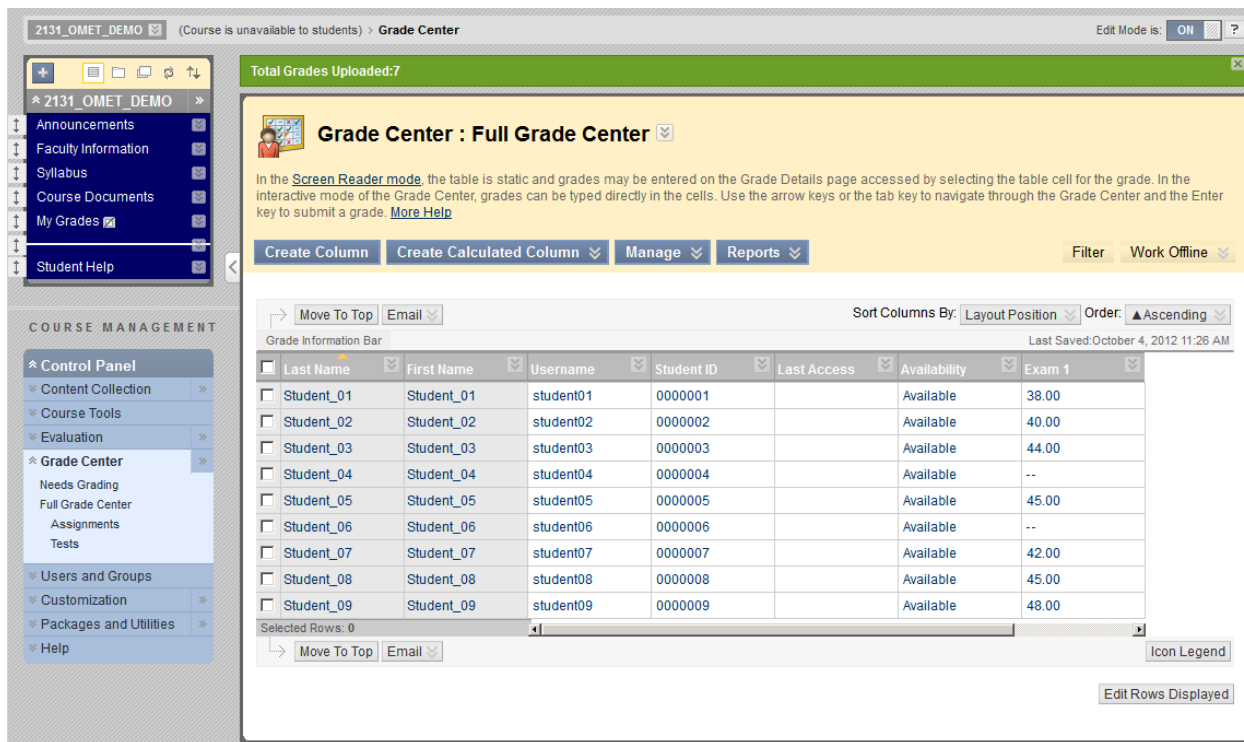 2131_OMET_DEMO (Course is unavailable to students) > Grade Center Edit Mode is: ON ?
Total Grades Uploaded:7
2131_OMET_DEMO
Announcements
Faculty Information
Syllabus
Course Documents
My Grades
Student Help
COURSE MANAGEMENT
Control Panel
Content Collection
Course Tools
Evaluation
Grade Center
Needs Grading
Full Grade Center
Assignments
Tests
Users and Groups
Customization
Packages and Utilities
Help
Grade Center : Full Grade Center
In the Screen Reader mode, the table is static and grades may be entered on the Grade Details page accessed by selecting the table cell for the grade. In the
interactive mode of the Grade Center, grades can be typed directly in the cells. Use the arrow keys or the tab key to navigate through the Grade Center and the Enter
key to submit a grade. More Help
Create Column Create Calculated Column Manage Reports Filter Work Offline
Move To Top Email Sort Columns By: Layout Position Order: ▲Ascending
Grade Information Bar Last Saved:October 4, 2012 11:26 AM
Last Name First Name Username Student ID Last Access Availability Exam 1
Student_01 Student_01 student01 0000001 Available 38.00
Student_02 Student_02 student02 0000002 Available 40.00
Student_03 Student_03 student03 0000003 Available 44.00
Student_04 Student_04 student04 0000004 Available --
Student_05 Student_05 student05 0000005 Available 45.00
Student_06 Student_06 student06 0000006 Available --
Student_07 Student_07 student07 0000007 Available 42.00
Student_08 Student_08 student08 0000008 Available 45.00
Student_09 Student_09 student09 0000009 Available 48.00
Selected Rows: 0
Move To Top Email Icon Legend
Edit Rows Displayed